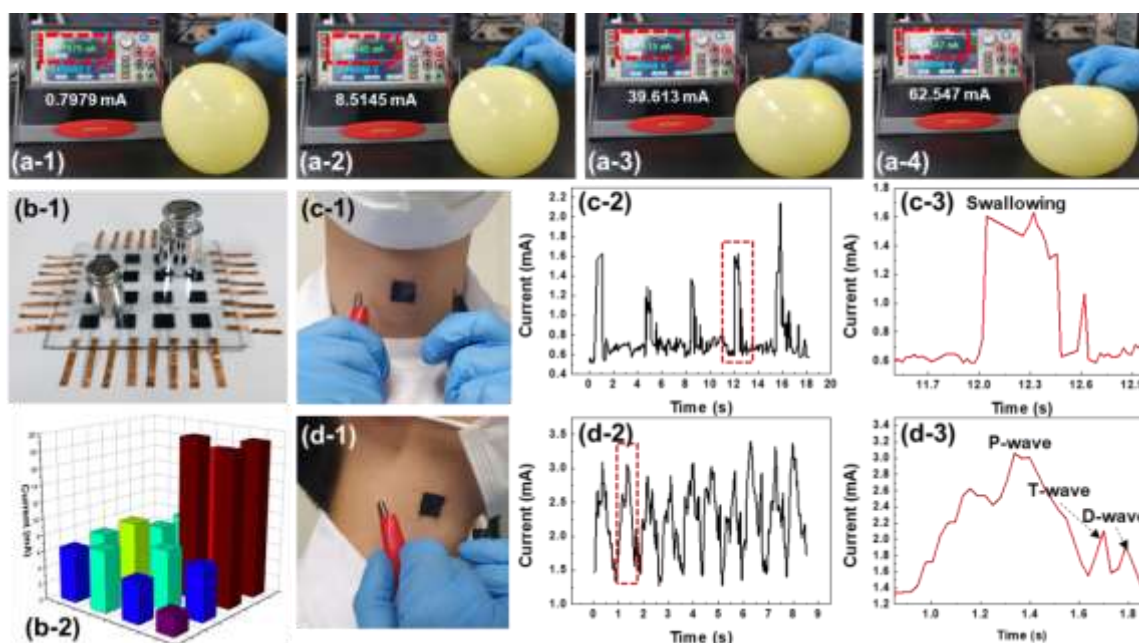 0.7979 mA
8.5145 mA
39.613 mA
62.547 mA
(a-1)
(a-2)
(a-3)
(a-4)
(b-1)
(c-1)
(c-2)
2.2
2.0
1.8
1.6
1.4
1.2
1.0
0.8
0.6
0.4
Current (mA)
0 2 4 6 8 10 12 14 16 18 20
Time (s)
(c-3)
Swallowing
1.8
1.6
1.4
1.2
1.0
0.8
0.6
0.4
Current (mA)
11.7 12.0 12.3 12.6
Time (s)
(b-2)
Current (mA)
(d-1)
(d-2)
3.5
3.0
2.5
2.0
1.5
1.0
Current (mA)
0 1 2 3 4 5 6 7 8 9
Time (s)
(d-3)
P-wave
T-wave
D-wave
3.4
3.2
3.0
2.8
2.6
2.4
2.2
2.0
1.8
1.6
1.4
1.2
Current (mA)
1.0 1.2 1.4 1.6 1.8
Time (s)